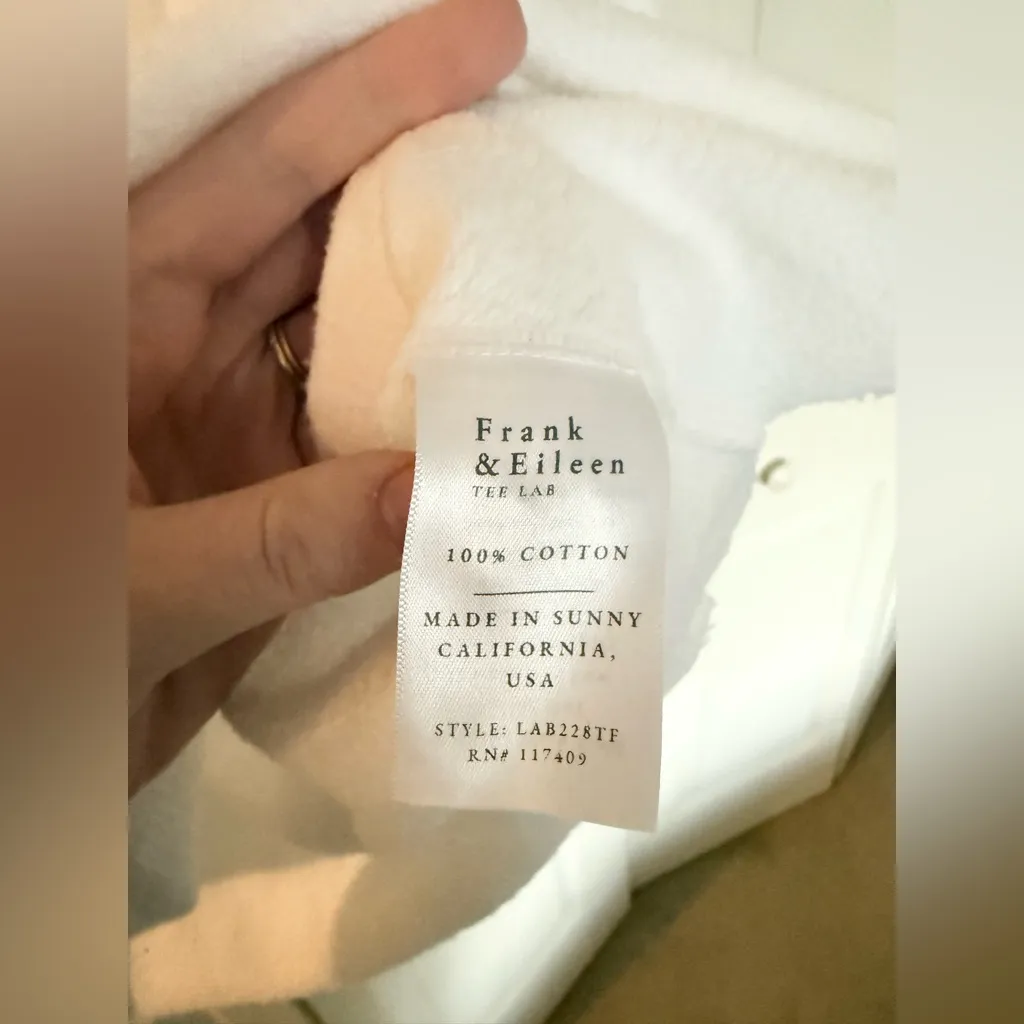 Frank
&Eileen
TEE LAB
100% COTTON
MADE IN SUNNY
CALIFORNIA,
USA
STYLE: LAB228TF
RN# 117409